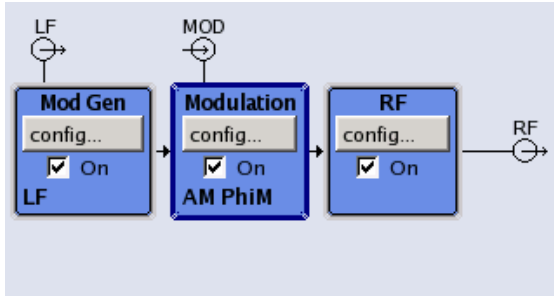 LF
MOD
Mod Gen
config...
On
LF
Modulation
config...
On
AM PhiM
RF
config...
On
RF